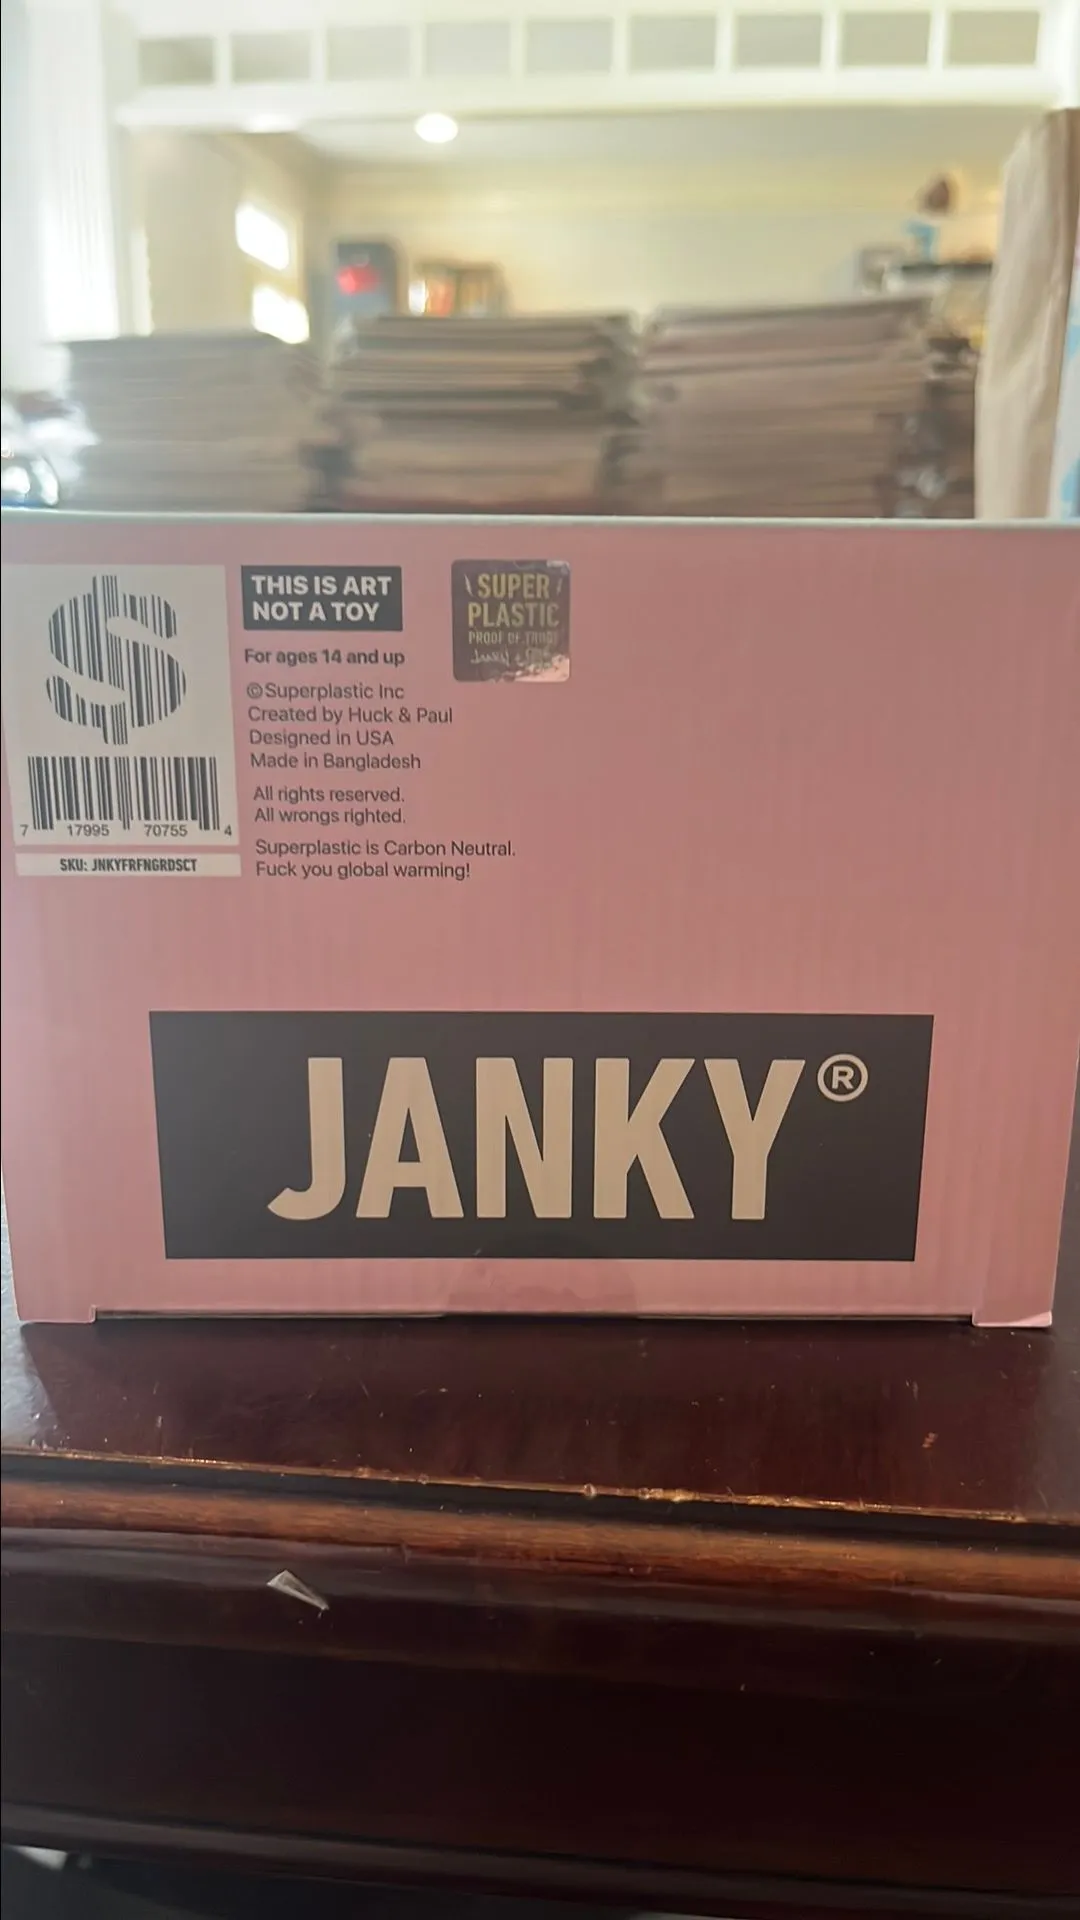 THIS IS ART
NOT A TOY
For ages 14 and up
©Superplastic Inc
Created by Huck & Paul
Designed in USA
Made in Bangladesh
All rights reserved.
All wrongs righted.
Superplastic is Carbon Neutral.
Fuck you global warming!
7 17995 70755 4
SKU: JNKYFRFNGRDSCT
SUPER
PLASTIC
PROOF OF
JANKY®